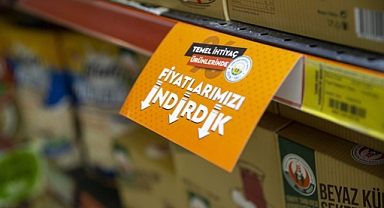 TEMEL İHTİYAÇ
ÜRÜNLERİNDE
FİYATLARIMIZI
İNDİRDİK
BEYAZ KÜ